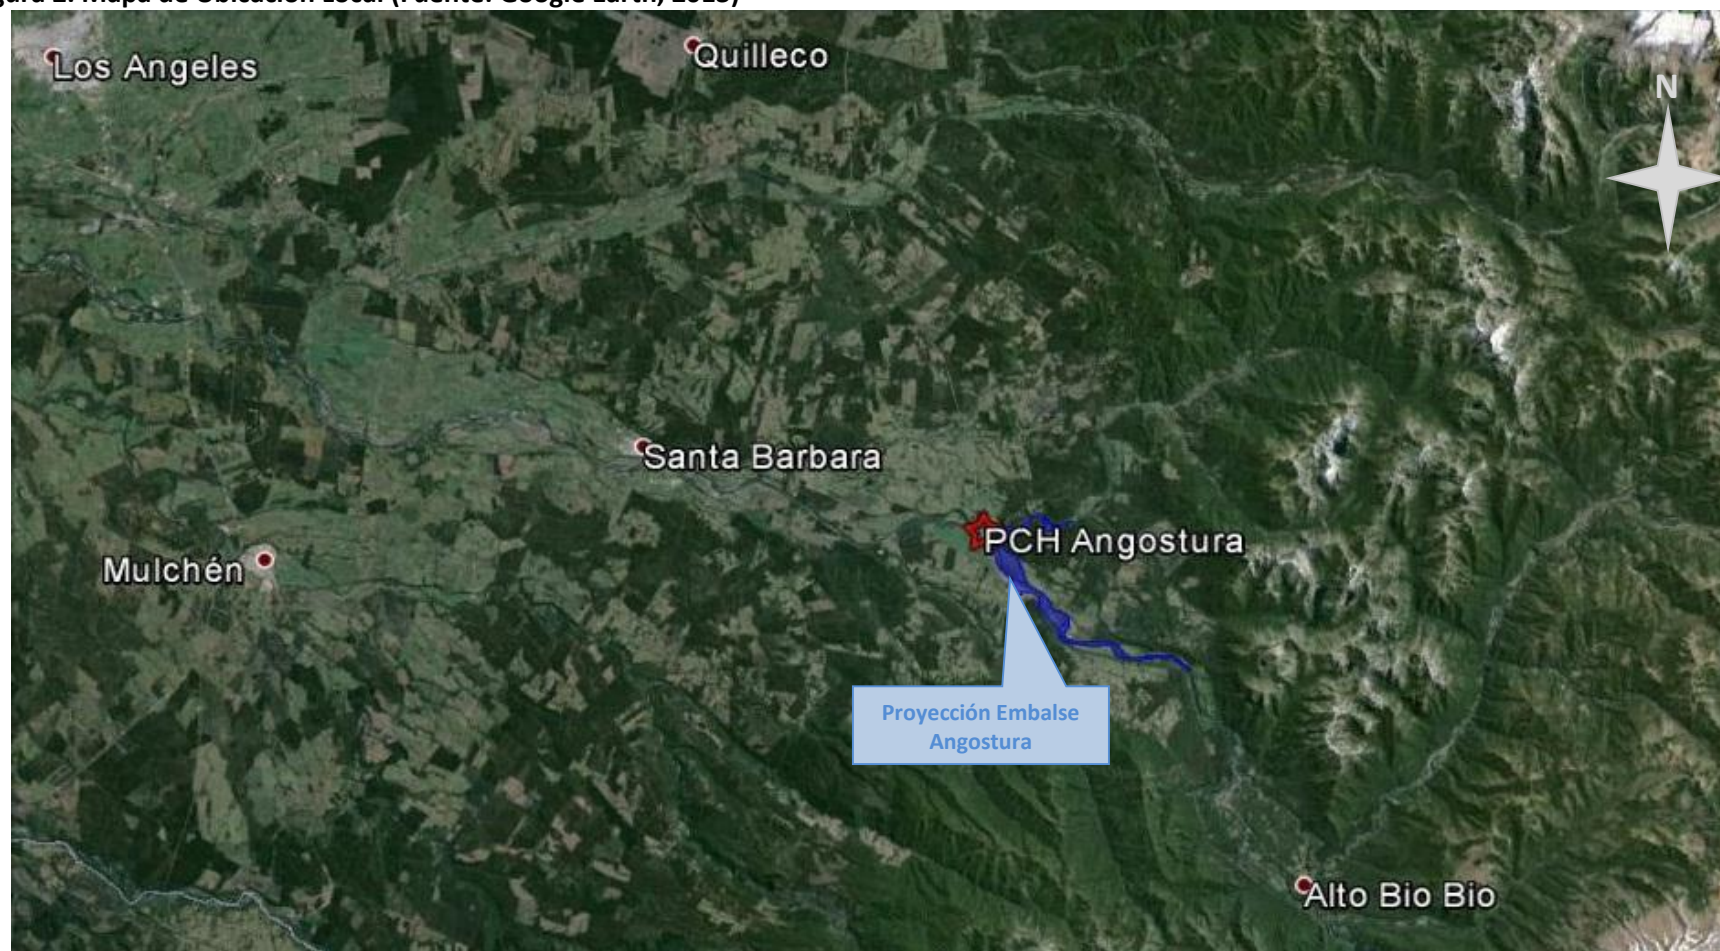 Los Angeles
Quilleco
N
Santa Barbara
PCH Angostura
Mulchén
Proyección Embalse
Angostura
Alto Bio Bio